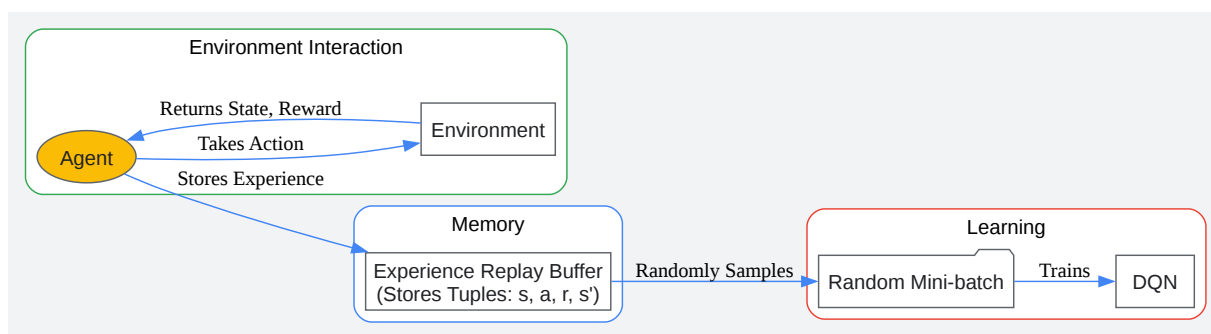 Environment Interaction
Returns State, Reward
Environment
Takes Action
Agent
Stores Experience
Memory
Learning
Experience Replay Buffer
(Stores Tuples: s, a, r, s')
Randomly Samples
Random Mini-batch
Trains
DQN